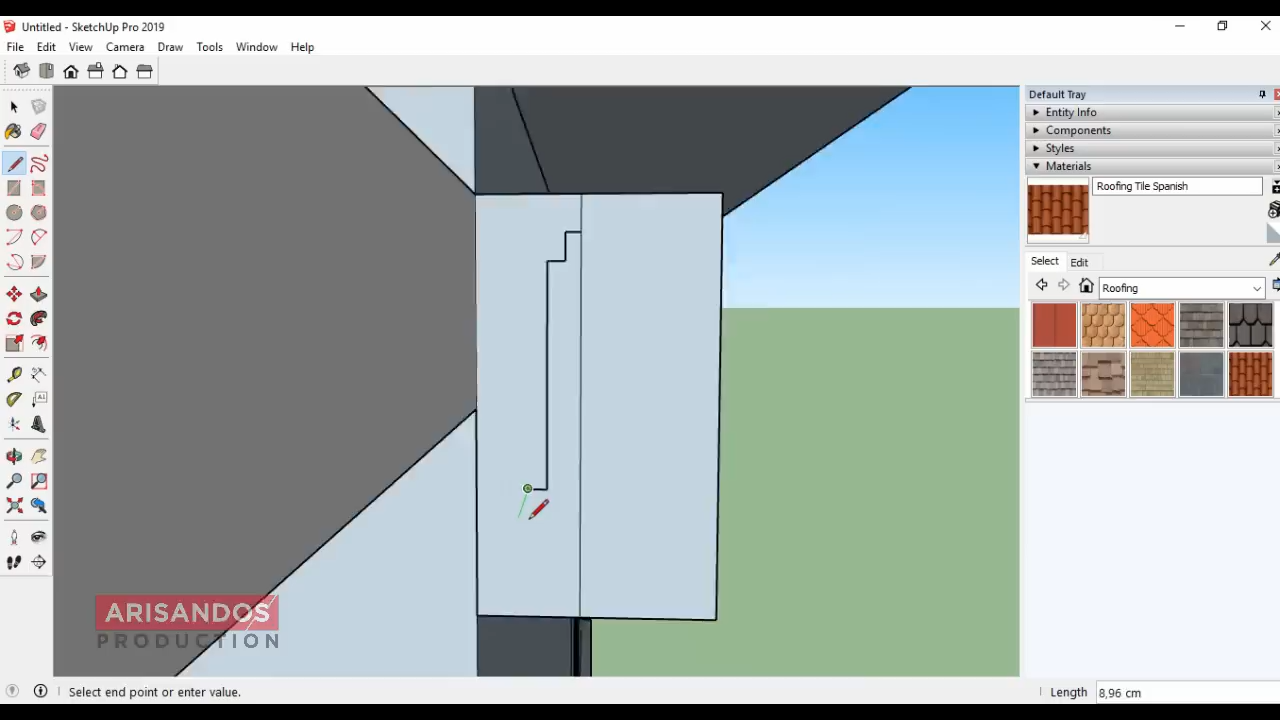 Untitled - SketchUp Pro 2019
File Edit View Camera Draw Tools Window Help
Default Tray
Entity Info
Components
Styles
Materials
Roofing Tile Spanish
Select Edit
Roofing
ARISANDOS
PRODUCTION
Select end point or enter value.
Length 8,96 cm